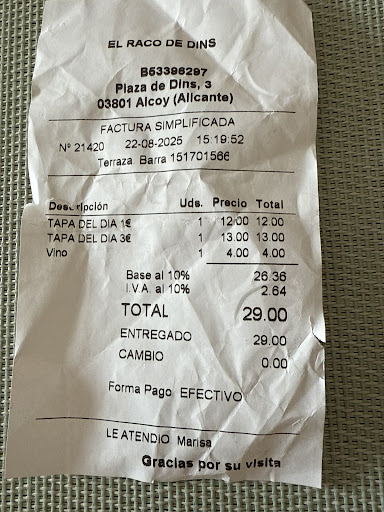 EL RACO DE DINS
B53396297
Plaza de Dins, 3
03801 Alcoy (Alicante)
FACTURA SIMPLIFICADA
Nº 21420 22-08-2025 15:19:52
Terraza. Barra 151701566
Descripción Uds. Precio Total
TAPA DEL DIA 1€ 1 12.00 12.00
TAPA DEL DIA 3€ 1 13.00 13.00
Vino 1 4.00 4.00
Base al 10% 26.36
I.V.A. al 10% 2.64
TOTAL 29.00
ENTREGADO 29.00
CAMBIO 0.00
Forma Pago EFECTIVO
LE ATENDIO Marisa
Gracias por su visita